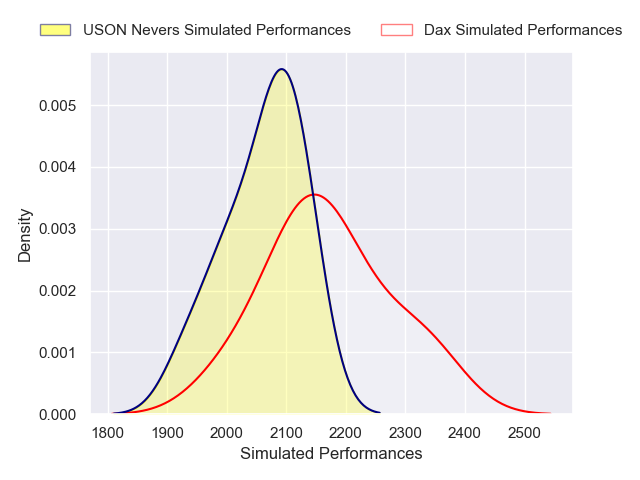 USON Nevers Simulated Performances
Dax Simulated Performances
Density
0.005
0.004
0.003
0.002
0.001
0.000
1800 1900 2000 2100 2200 2300 2400 2500
Simulated Performances